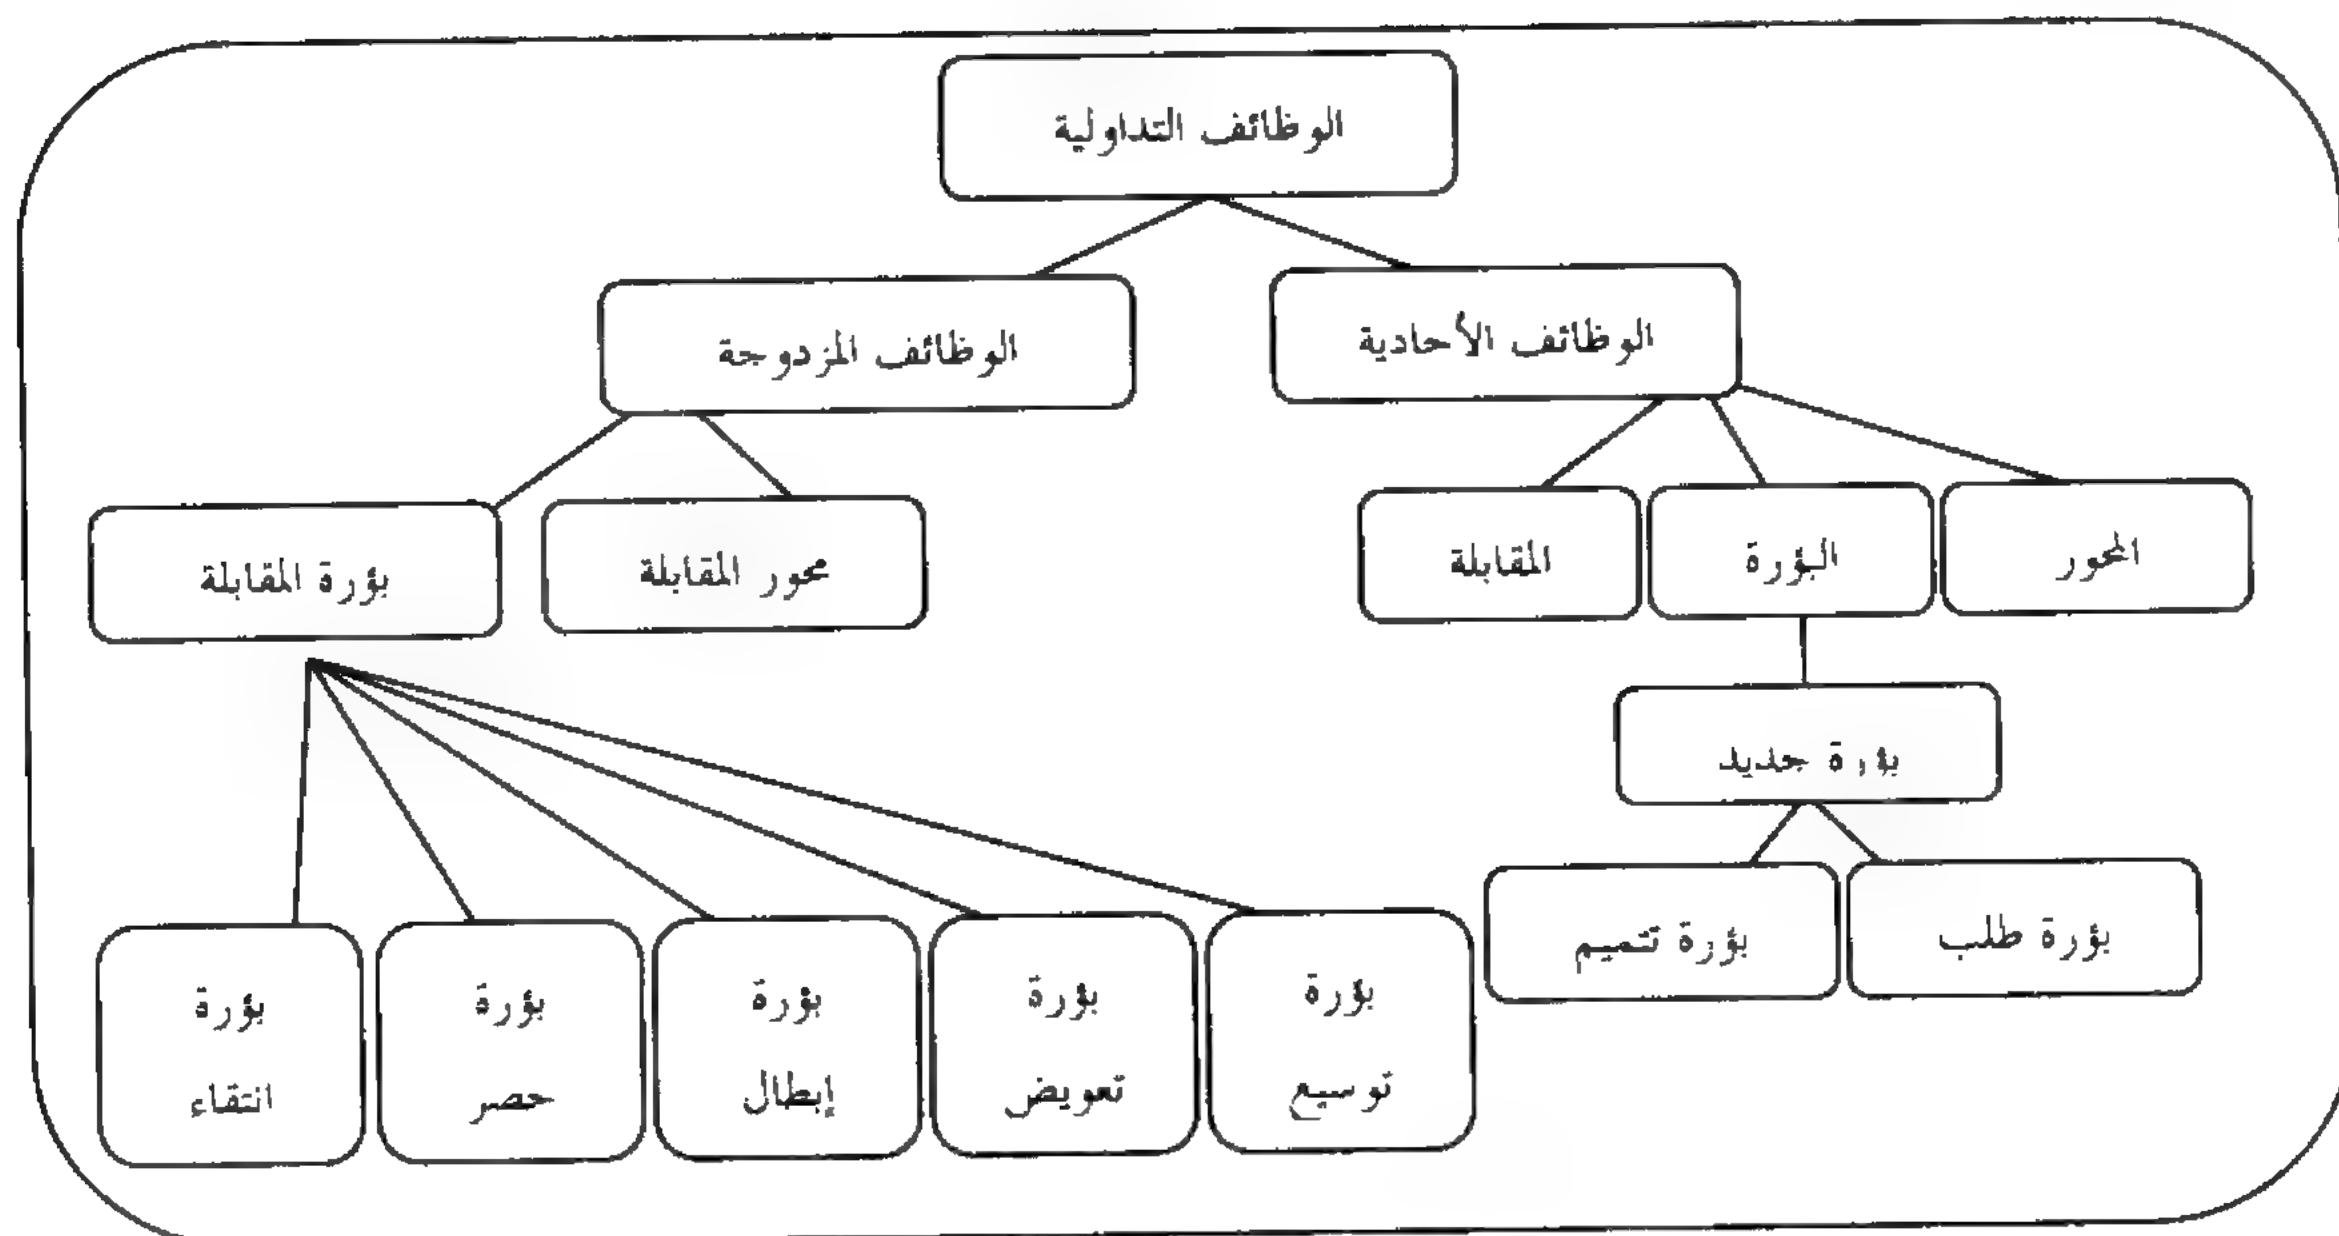 الوظائف التداولية
الوظائف الأحادية
الوظائف المزدوجة
المحور
البؤرة
المقابلة
محور المقابلة
بؤرة المقابلة
بؤرة جديد
بؤرة طلب
بؤرة تتميم
بؤرة
توسيع
بؤرة
تعويض
بؤرة
إبطال
بؤرة
حصر
بؤرة
انتقاء